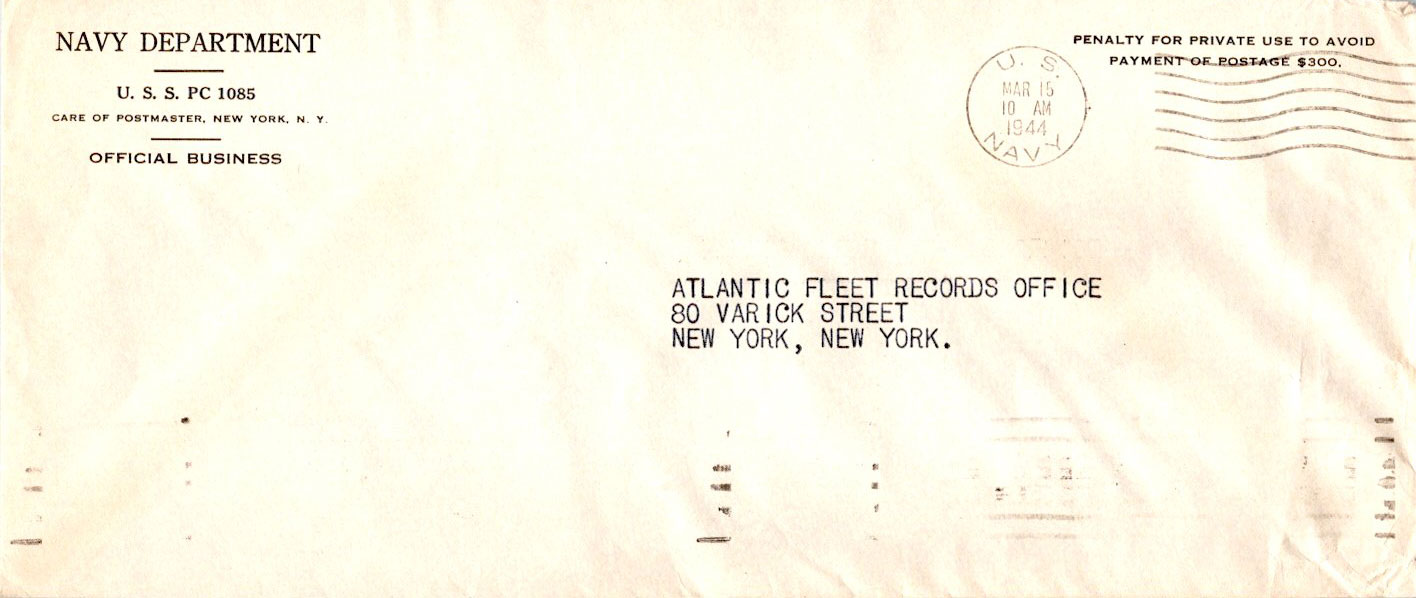 NAVY DEPARTMENT
U. S. S. PC 1085
CARE OF POSTMASTER, NEW YORK, N. Y.
OFFICIAL BUSINESS
PENALTY FOR PRIVATE USE TO AVOID
PAYMENT OF POSTAGE $300.
U. S.
MAR 15
10 AM
1944
NAVY
ATLANTIC FLEET RECORDS OFFICE
80 VARICK STREET
NEW YORK, NEW YORK.